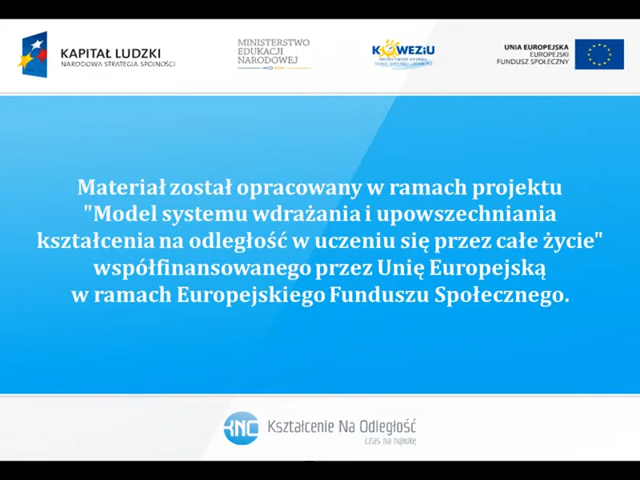 KAPITAŁ LUDZKI
NARODOWA STRATEGIA SPÓJNOŚCI
MINISTERSTWO
EDUKACJI
NARODOWEJ
KOWEZiU
UNIA EUROPEJSKA
EUROPEJSKI
FUNDUSZ SPOŁECZNY
Materiał został opracowany w ramach projektu
"Model systemu wdrażania i upowszechniania
kształcenia na odległość w uczeniu się przez całe życie"
współfinansowanego przez Unię Europejską
w ramach Europejskiego Funduszu Społecznego.
KNO Kształcenie Na Odległość
czas na naukę